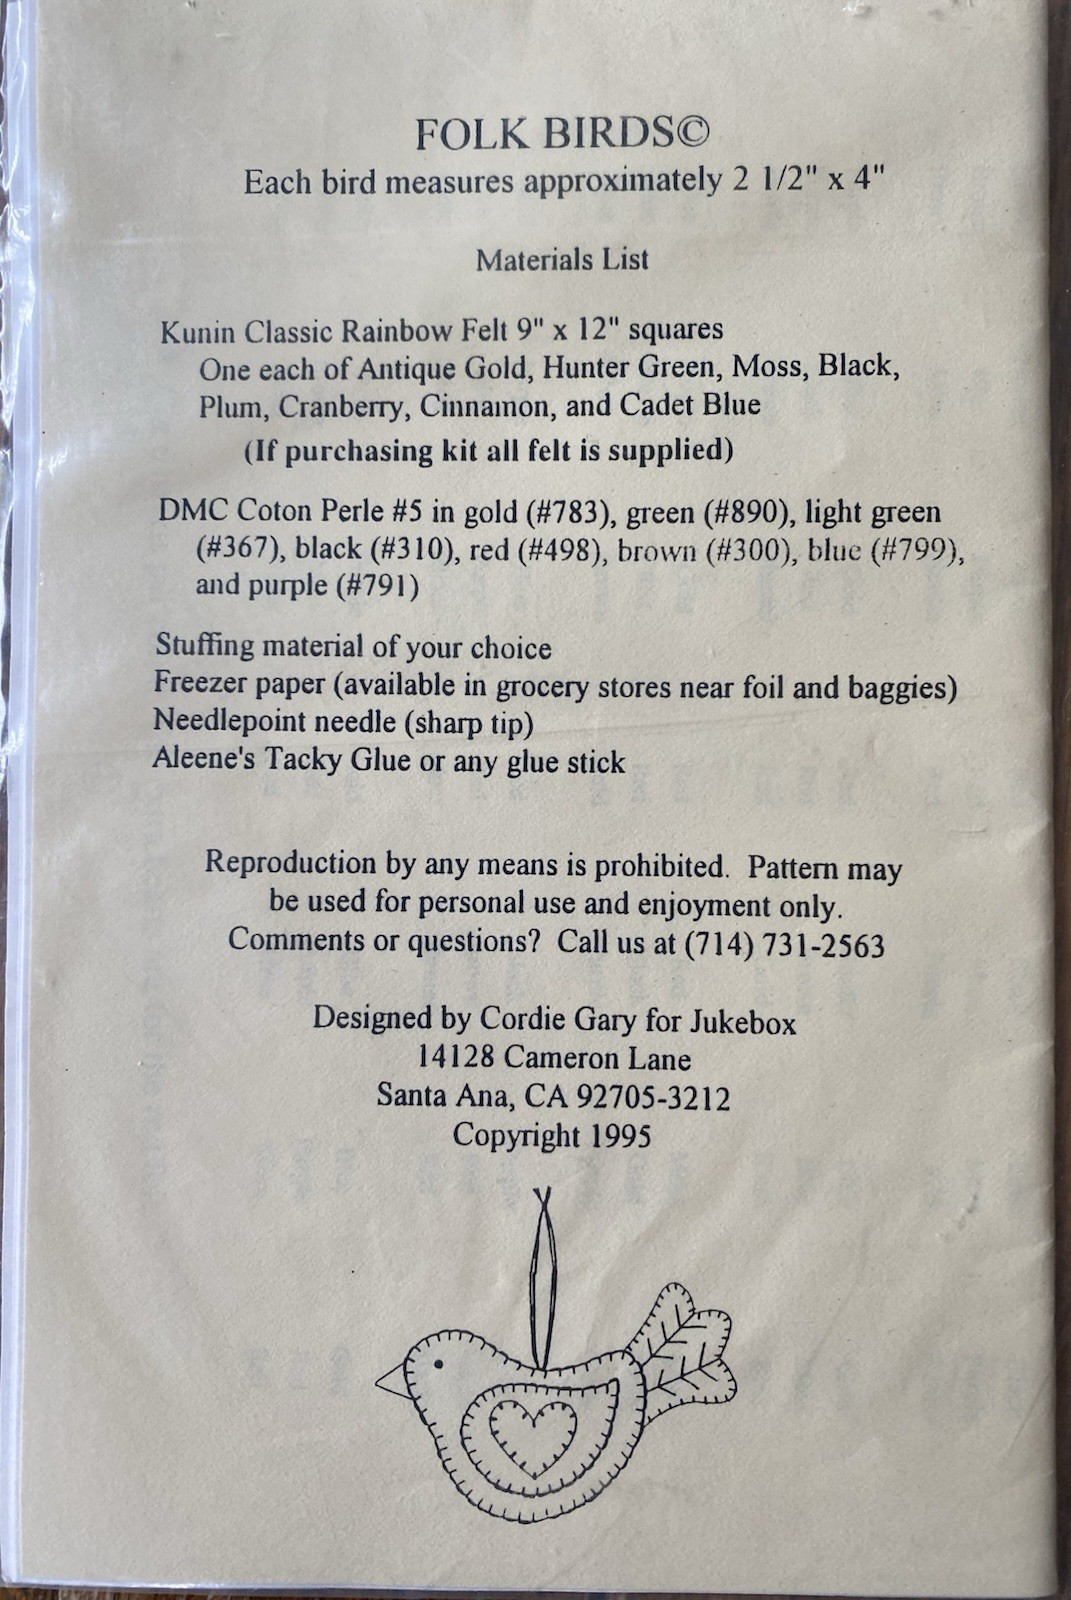 FOLK BIRDS©
Each bird measures approximately 2 1/2" x 4"
Materials List
Kunin Classic Rainbow Felt 9" x 12" squares
One each of Antique Gold, Hunter Green, Moss, Black,
Plum, Cranberry, Cinnamon, and Cadet Blue
(If purchasing kit all felt is supplied)
DMC Coton Perle #5 in gold (#783), green (#890), light green
(#367), black (#310), red (#498), brown (#300), blue (#799),
and purple (#791)
Stuffing material of your choice
Freezer paper (available in grocery stores near foil and baggies)
Needlepoint needle (sharp tip)
Aleene's Tacky Glue or any glue stick
Reproduction by any means is prohibited. Pattern may
be used for personal use and enjoyment only.
Comments or questions? Call us at (714) 731-2563
Designed by Cordie Gary for Jukebox
14128 Cameron Lane
Santa Ana, CA 92705-3212
Copyright 1995